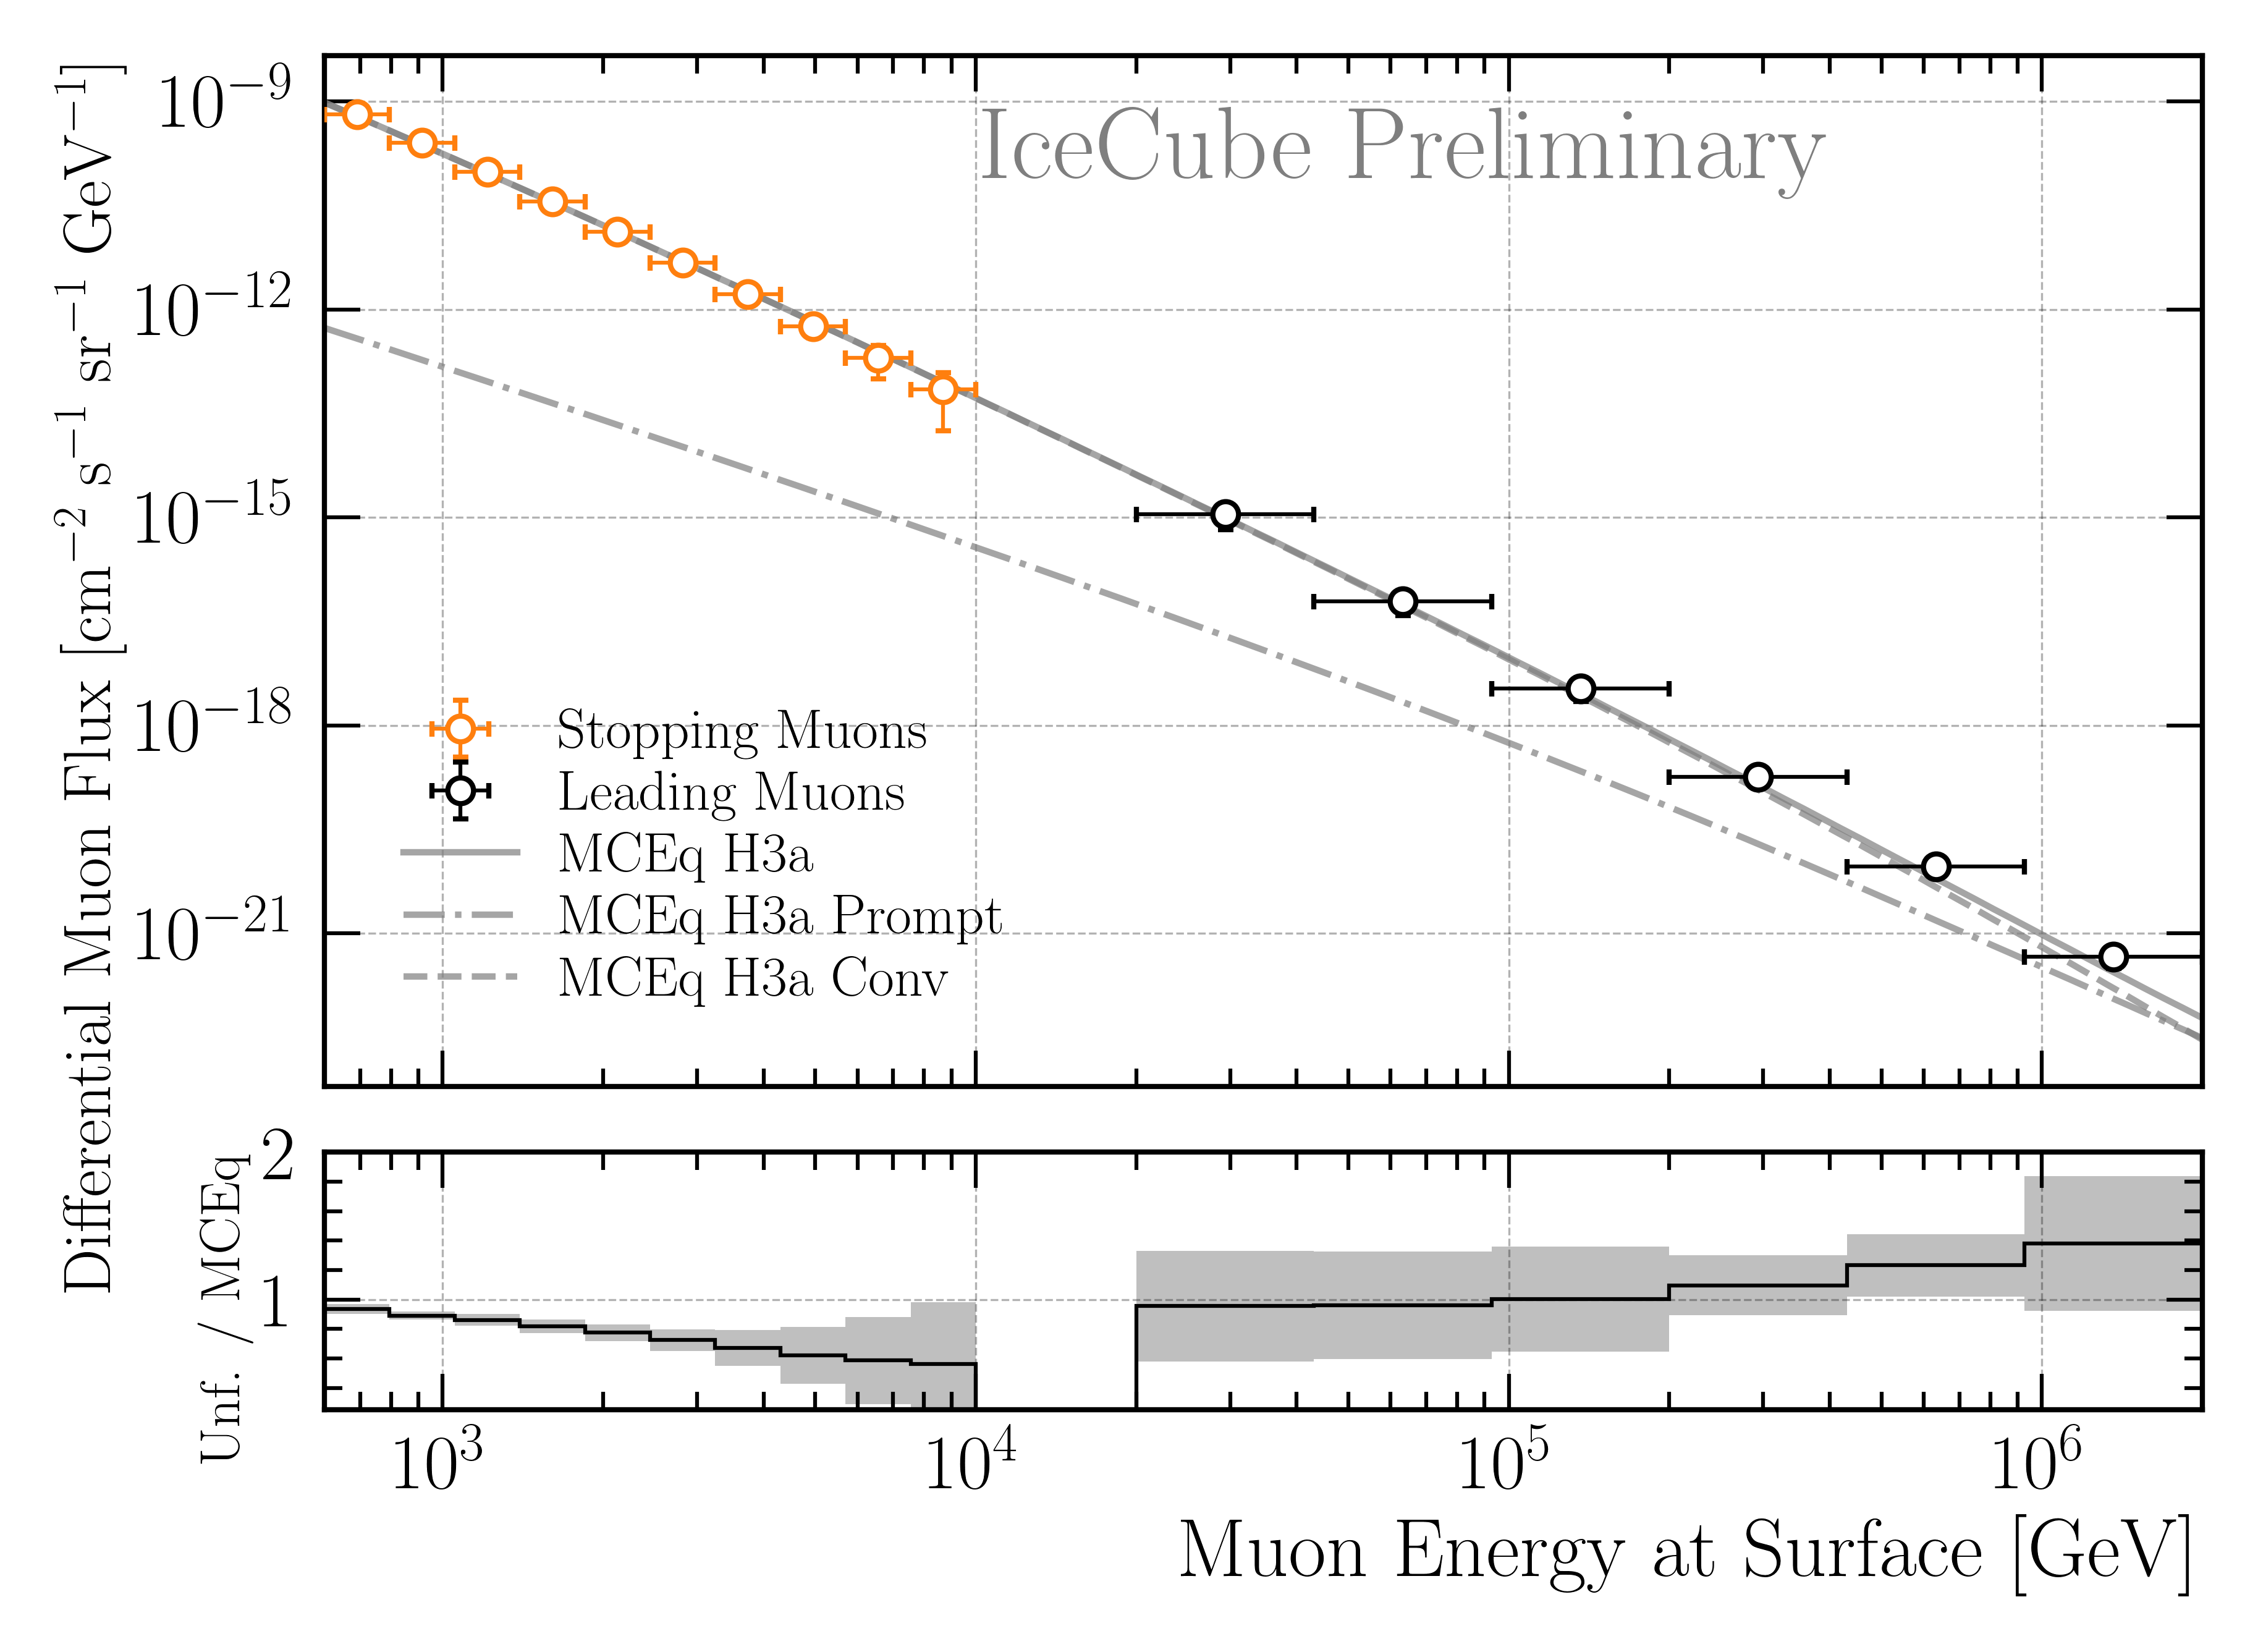 IceCube Preliminary
Differential Muon Flux [cm⁻² s⁻¹ sr⁻¹ GeV⁻¹]
10⁻⁹
10⁻¹²
10⁻¹⁵
10⁻¹⁸
10⁻²¹
Stopping Muons
Leading Muons
MCEq H3a
MCEq H3a Prompt
MCEq H3a Conv
Unf. / MCEq
2
1
10³ 10⁴ 10⁵ 10⁶
Muon Energy at Surface [GeV]